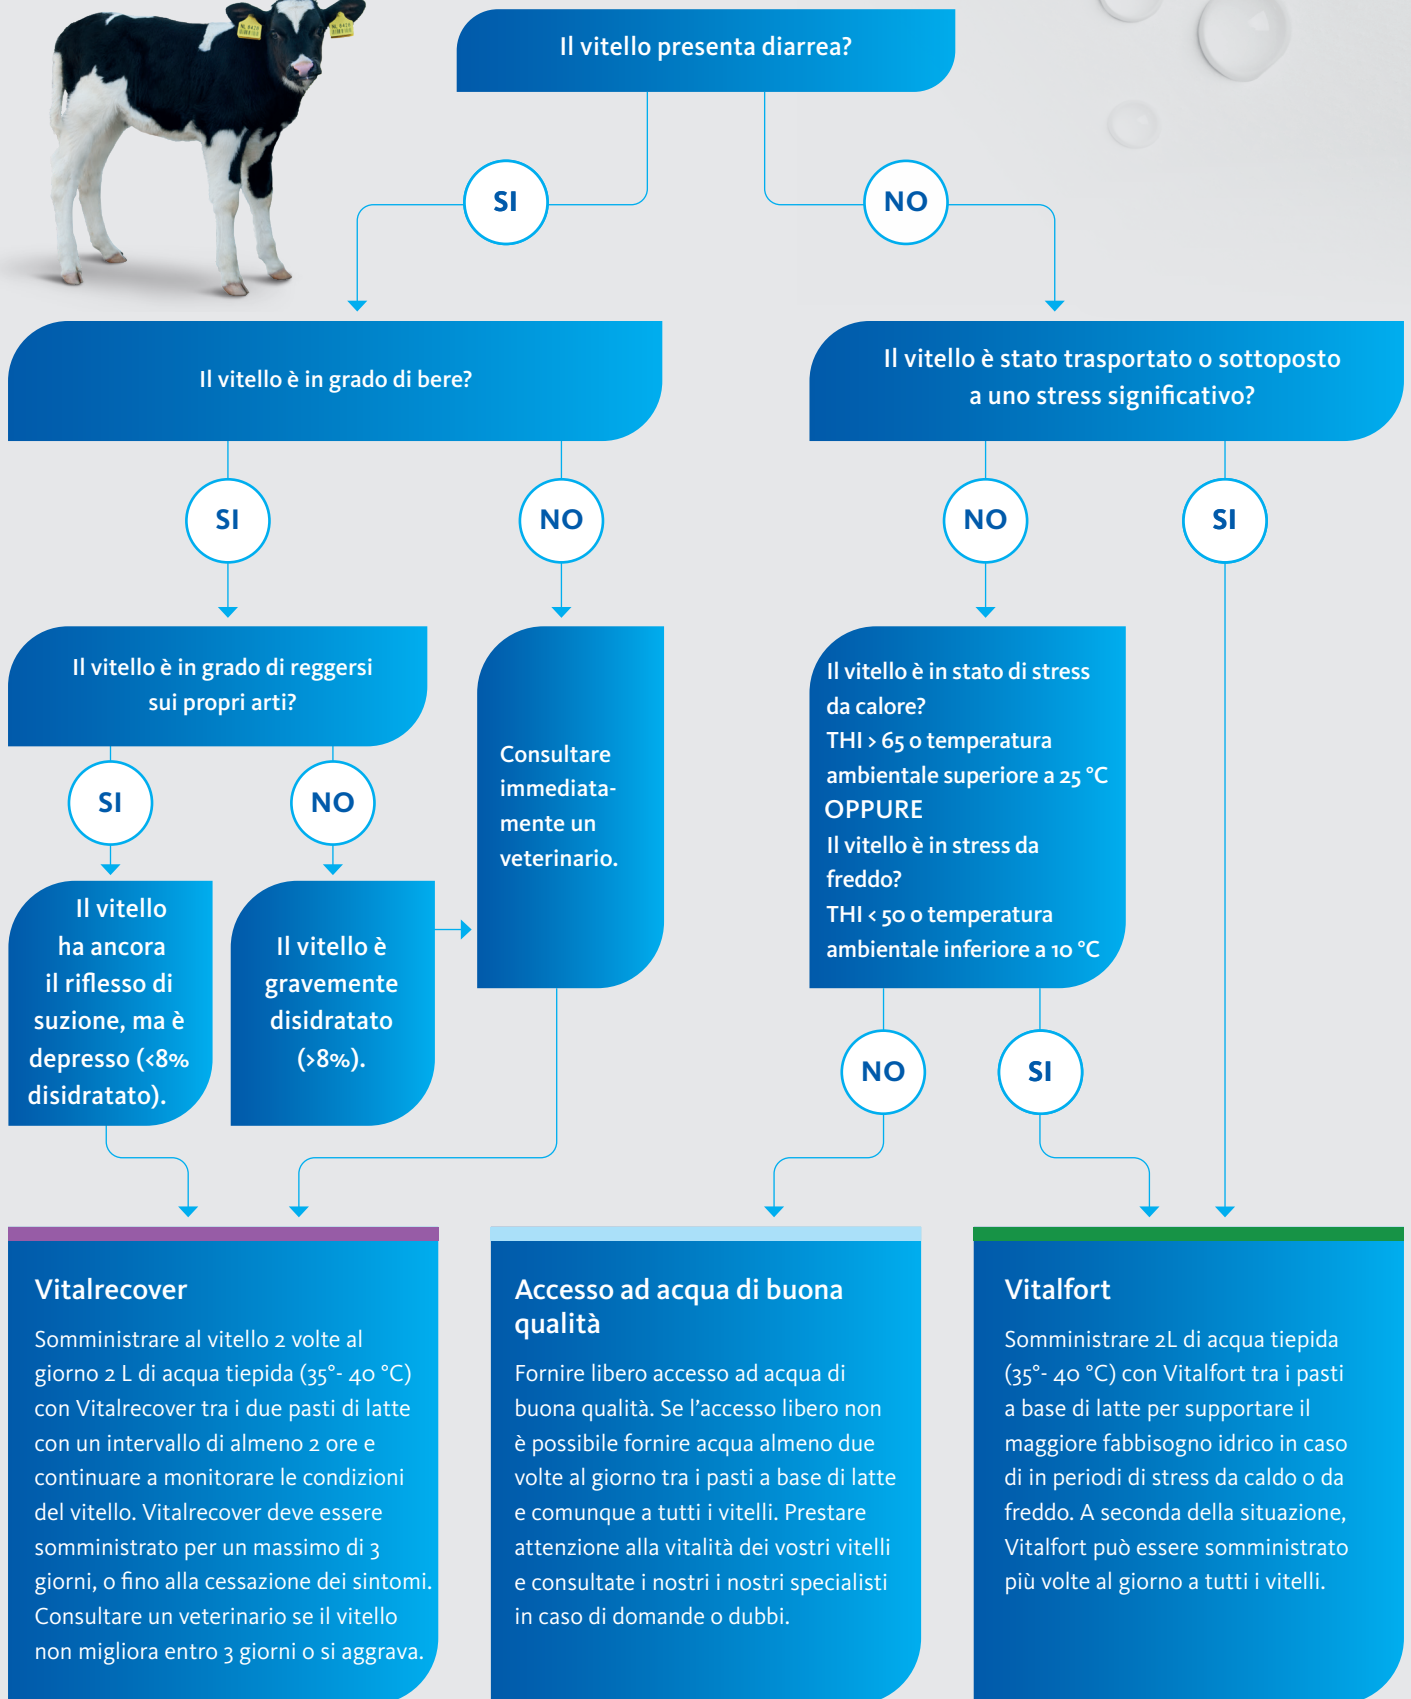 Il vitello presenta diarrea?
SI
NO
Il vitello è in grado di bere?
Il vitello è stato trasportato o sottoposto
a uno stress significativo?
SI
NO
NO
SI
Il vitello è in grado di reggersi
sui propri arti?
SI
NO
Consultare
immediata-
mente un
veterinario.
Il vitello è in stato di stress
da calore?
THI > 65 o temperatura
ambientale superiore a 25 °C
OPPURE
Il vitello è in stress da
freddo?
THI < 50 o temperatura
ambientale inferiore a 10 °C
Il vitello
ha ancora
il riflesso di
suzione, ma è
depresso (<8%
disidratato).
Il vitello è
gravemente
disidratato
(>8%).
NO
SI
Vitalrecover
Somministrare al vitello 2 volte al
giorno 2 L di acqua tiepida (35°- 40 °C)
con Vitalrecover tra i due pasti di latte
con un intervallo di almeno 2 ore e
continuare a monitorare le condizioni
del vitello. Vitalrecover deve essere
somministrato per un massimo di 3
giorni, o fino alla cessazione dei sintomi.
Consultare un veterinario se il vitello
non migliora entro 3 giorni o si aggrava.
Accesso ad acqua di buona
qualità
Fornire libero accesso ad acqua di
buona qualità. Se l'accesso libero non
è possibile fornire acqua almeno due
volte al giorno tra i pasti a base di latte
e comunque a tutti i vitelli. Prestare
attenzione alla vitalità dei vostri vitelli
e consultate i nostri i nostri specialisti
in caso di domande o dubbi.
Vitalfort
Somministrare 2L di acqua tiepida
(35°- 40 °C) con Vitalfort tra i pasti
a base di latte per supportare il
maggiore fabbisogno idrico in caso
di in periodi di stress da caldo o da
freddo. A seconda della situazione,
Vitalfort può essere somministrato
più volte al giorno a tutti i vitelli.